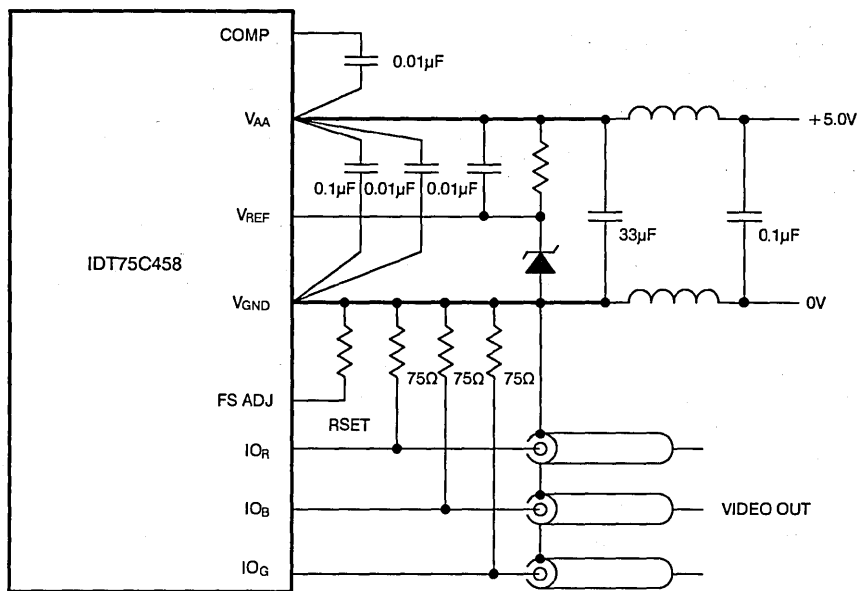 COMP
0.01µF
VAA
+5.0V
0.1µF 0.01µF 0.01µF
VREF
33µF
0.1µF
IDT75C458
VGND
0V
75Ω 75Ω 75Ω
FS ADJ
RSET
IOR
IOB
VIDEO OUT
IOG